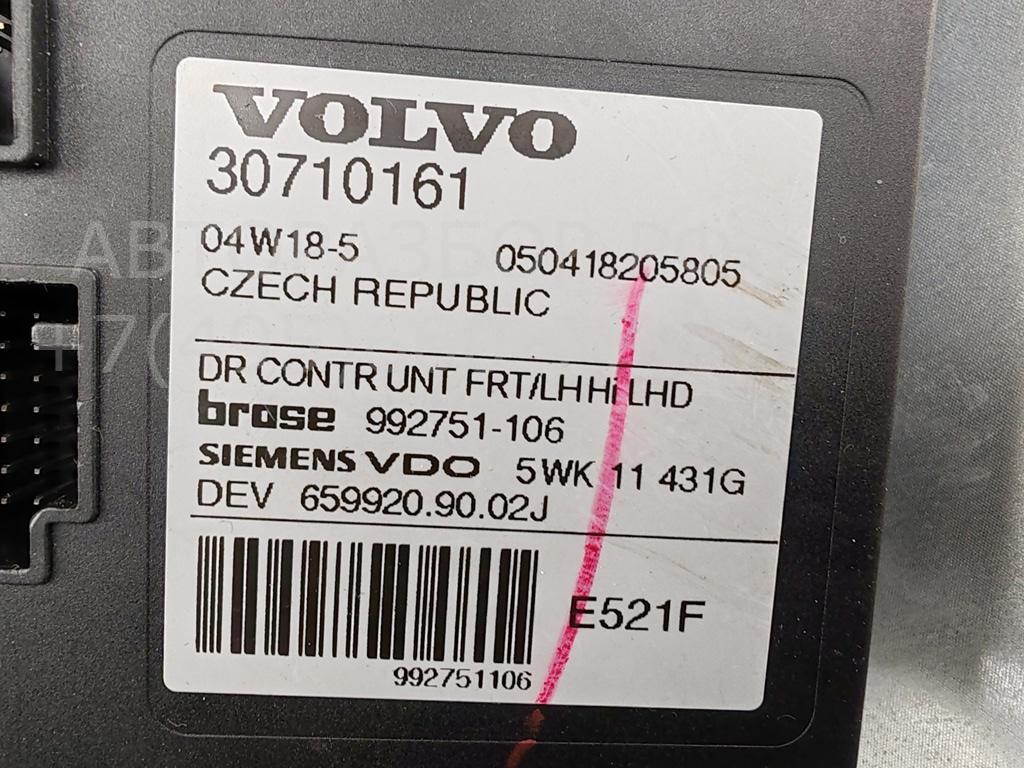 VOLVO
30710161
04W18-5 050418205805
CZECH REPUBLIC
DR CONTR UNT FRT/LH Hi LHD
brose 992751-106
SIEMENS VDO 5WK 11 431G
DEV 659920.90.02J
E521F
992751106